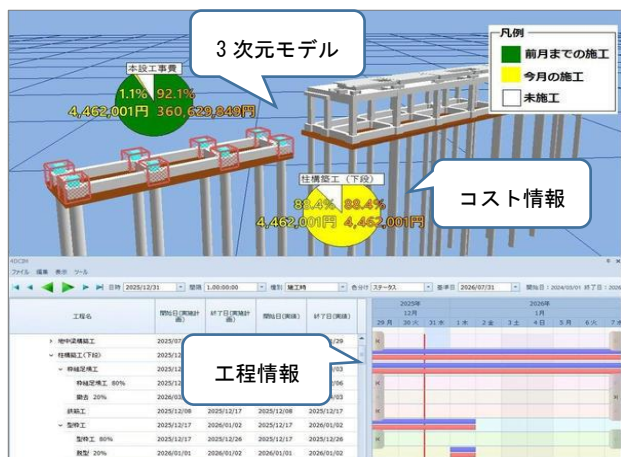 凡例
前月までの施工
今月の施工
未施工
3次元モデル
本設工事費
1.1% 92.1%
4,462,001円 360,629,849円
コスト情報
柱構築工（下段）
88.4% 88.4%
4,462,001円 4,462,001円
4DCIM
ファイル 編集 表示 ツール
日時 2025/12/31 間隔 1.00:00:00 種別 施工時 色分け ステータス 基準日 2026/07/31 開始日：2024/03/01 終了日：2026
工程名 開始日(実施計画) 終了日(実施計画) 開始日(実績) 終了日(実績)
2025年 2026年
12月 1月
29 月 30 火 31 水 1 木 2 金 3 土 4 日 5 月 6 火 7 水
工程情報
地中梁構築工 2025/07
柱構築工(下段) 2025/12
枠組足場工 2025/12
枠組足場工 80% 2025/12
撤去 20% 2026/03
鉄筋工 2025/12/08 2025/12/17 2025/12/08 2025/12/17
型枠工 2025/12/17 2026/01/02 2025/12/17 2026/01/02
型枠工 80% 2025/12/17 2025/12/26 2025/12/17 2025/12/26
脱型 20% 2026/01/01 2026/01/02 2026/01/01 2026/01/02